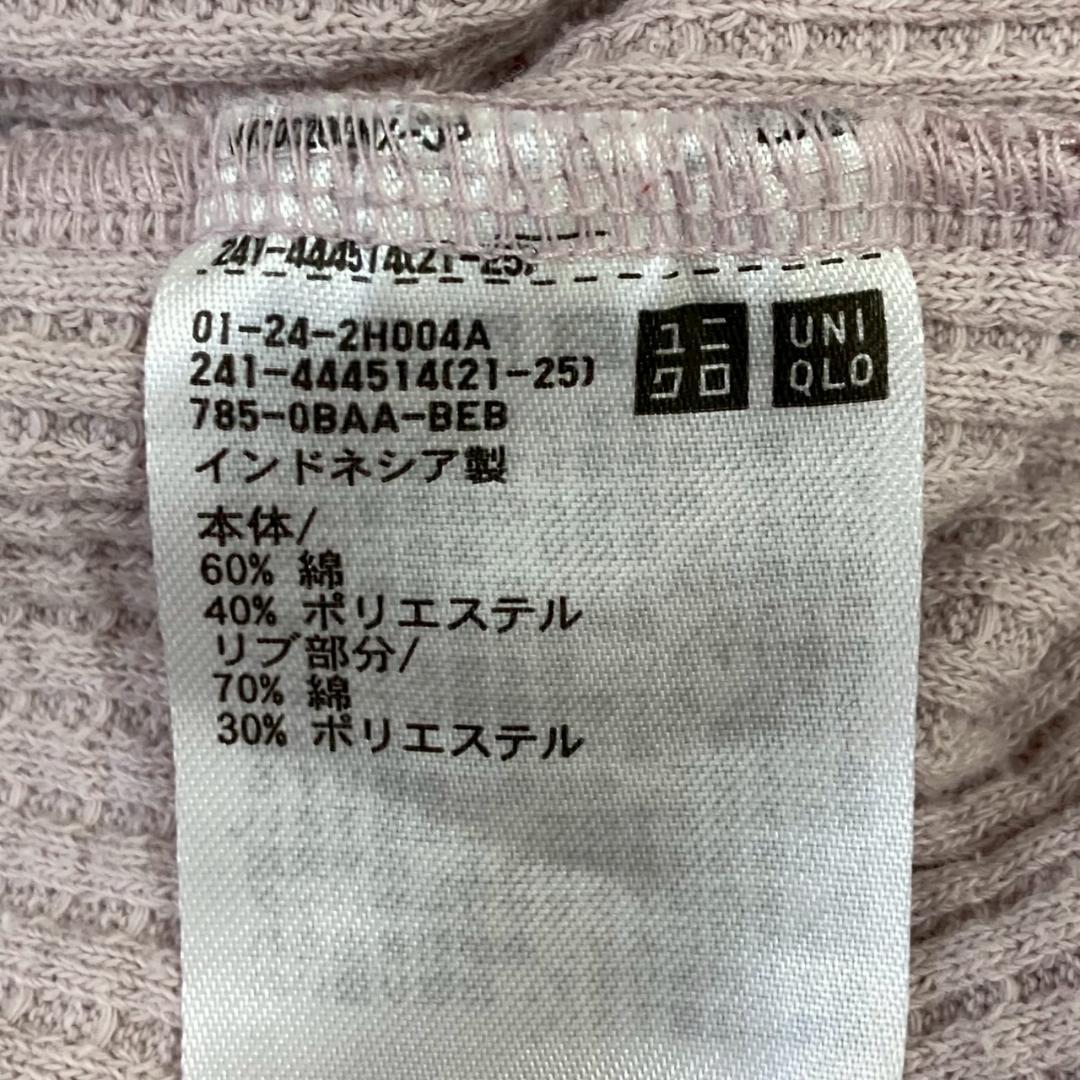 241-444514(21-25)
01-24-2H004A
241-444514(21-25)
785-0BAA-BEB
インドネシア製
本体/
60% 綿
40% ポリエステル
リブ部分/
70% 綿
30% ポリエステル
ユニ
クロ
UNI
QLO